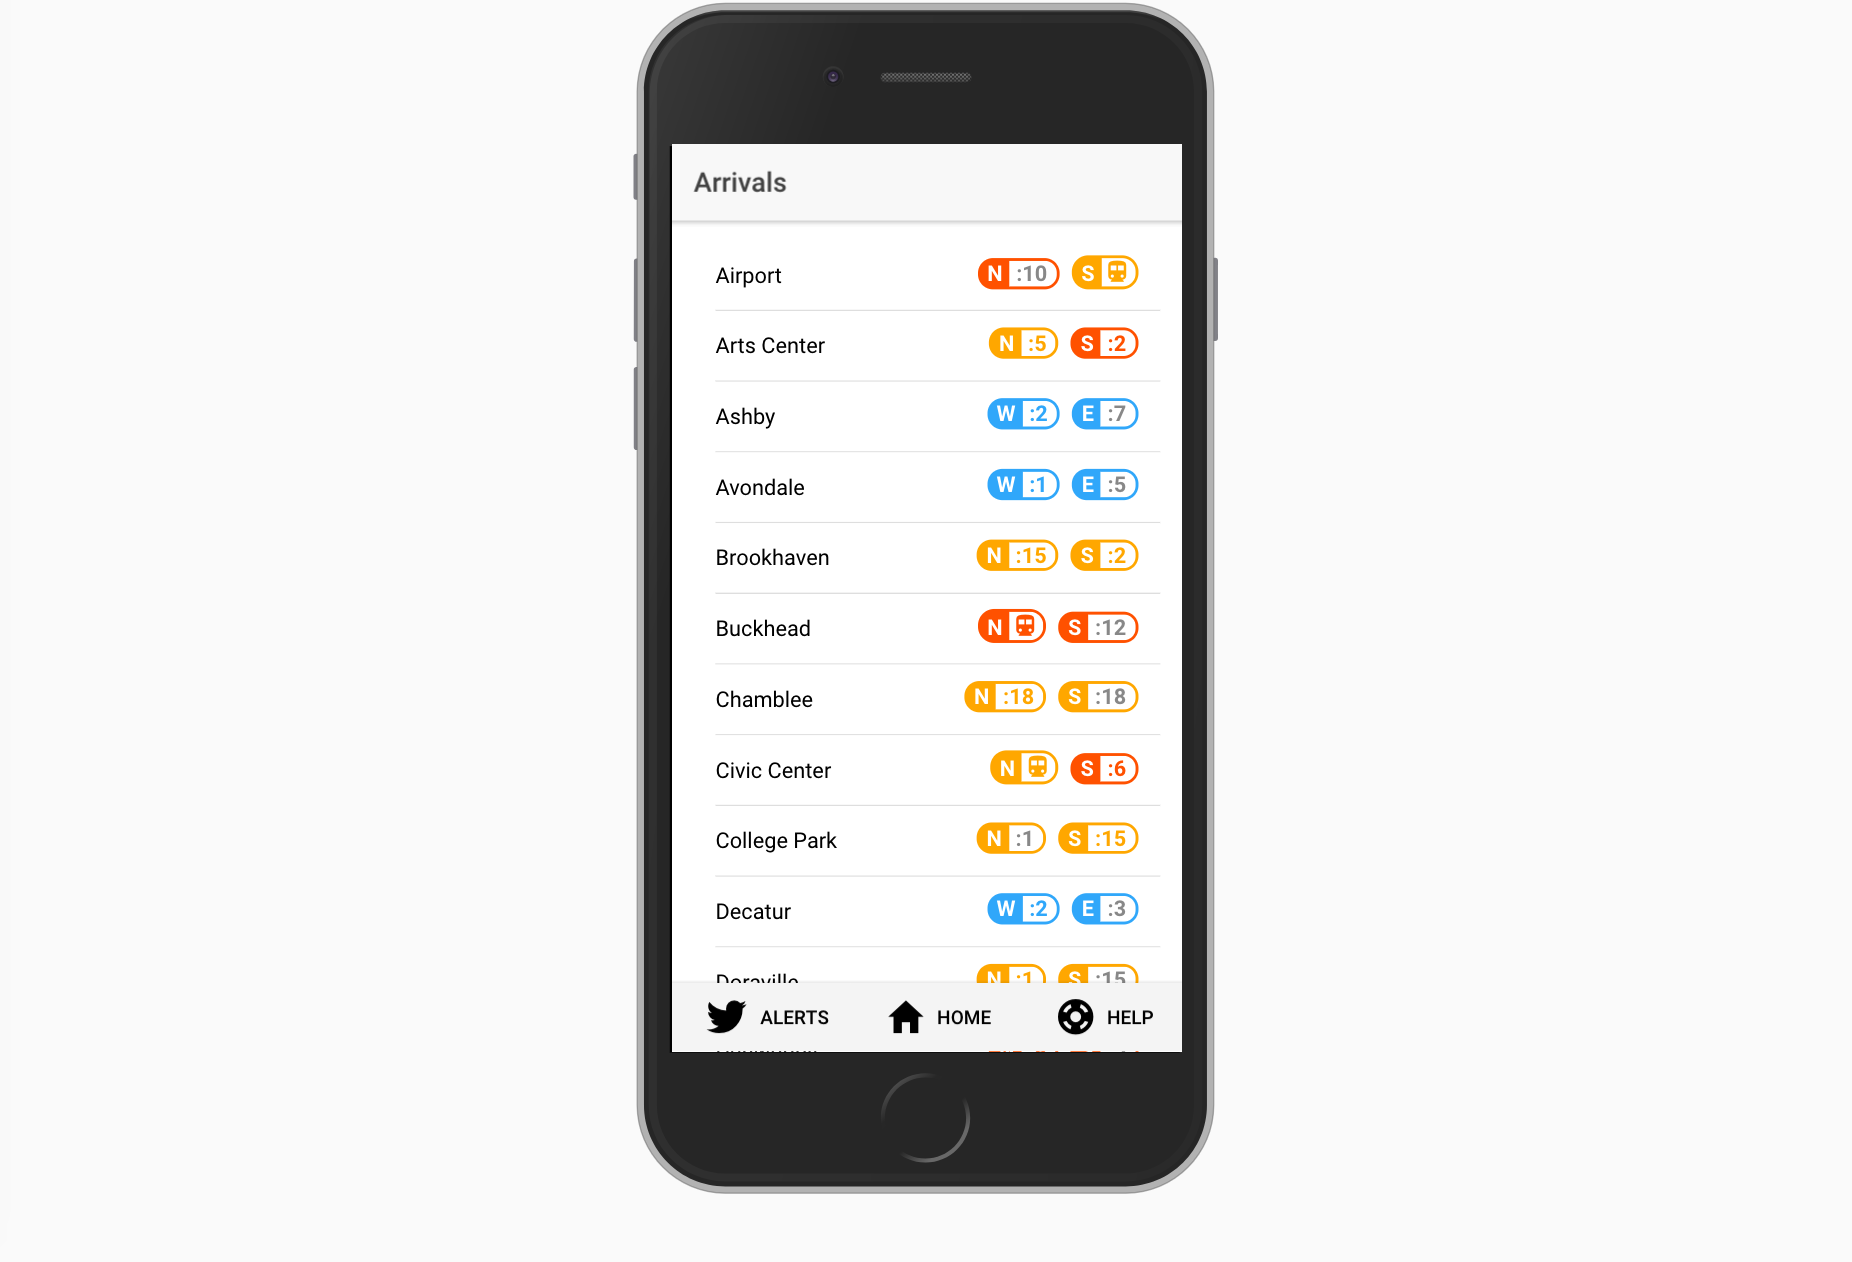 Arrivals
Airport N :10 S
Arts Center N :5 S :2
Ashby W :2 E :7
Avondale W :1 E :5
Brookhaven N :15 S :2
Buckhead N S :12
Chamblee N :18 S :18
Civic Center N S :6
College Park N :1 S :15
Decatur W :2 E :3
Doraville N :1 S :15
ALERTS HOME HELP